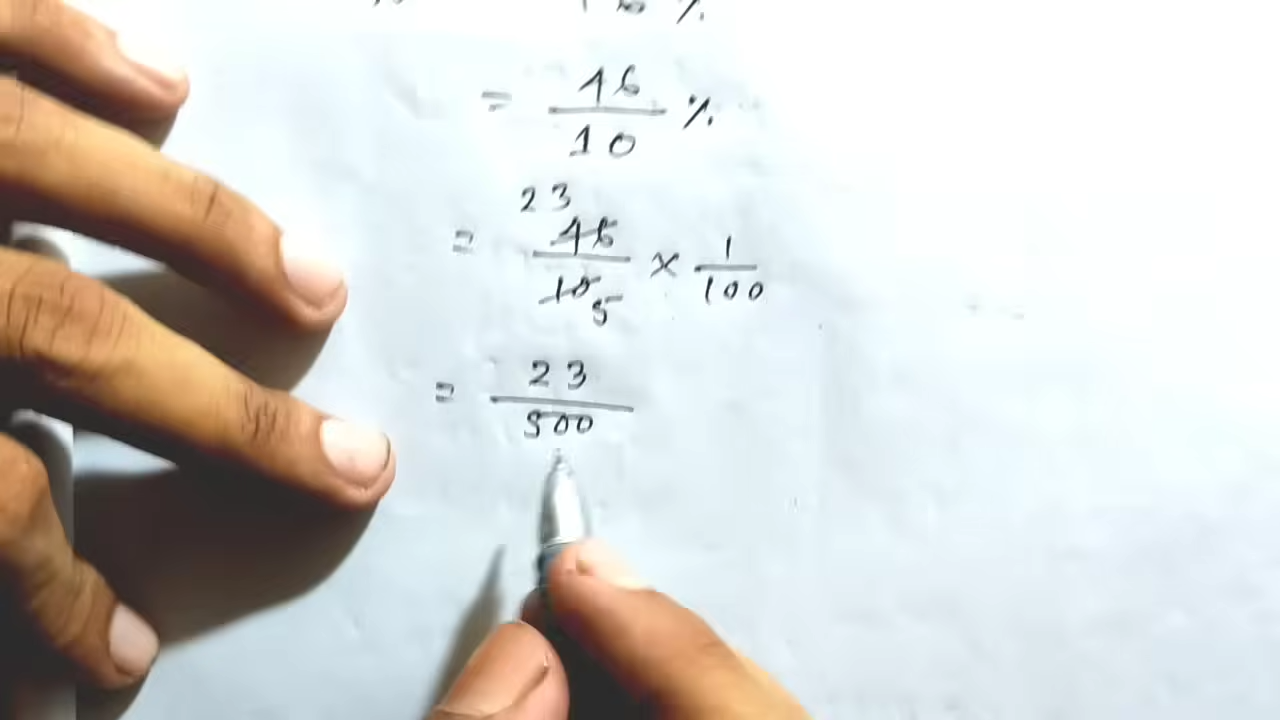 = 46/10 %
23
= 46/10 × 1/100
5
= 23/500